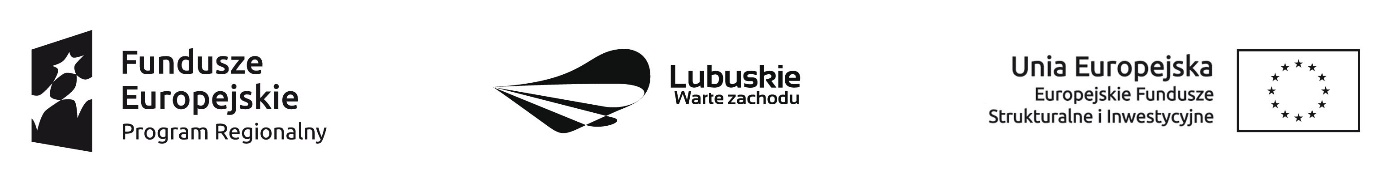 Fundusze
Europejskie
Program Regionalny
Lubuskie
Warte zachodu
Unia Europejska
Europejskie Fundusze
Strukturalne i Inwestycyjne